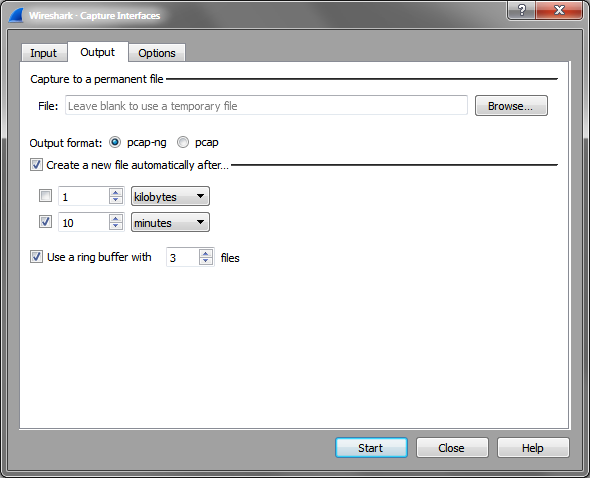 Wireshark · Capture Interfaces
Input Output Options
Capture to a permanent file
File: Leave blank to use a temporary file Browse...
Output format: pcap-ng pcap
Create a new file automatically after...
1 kilobytes
10 minutes
Use a ring buffer with 3 files
Start Close Help